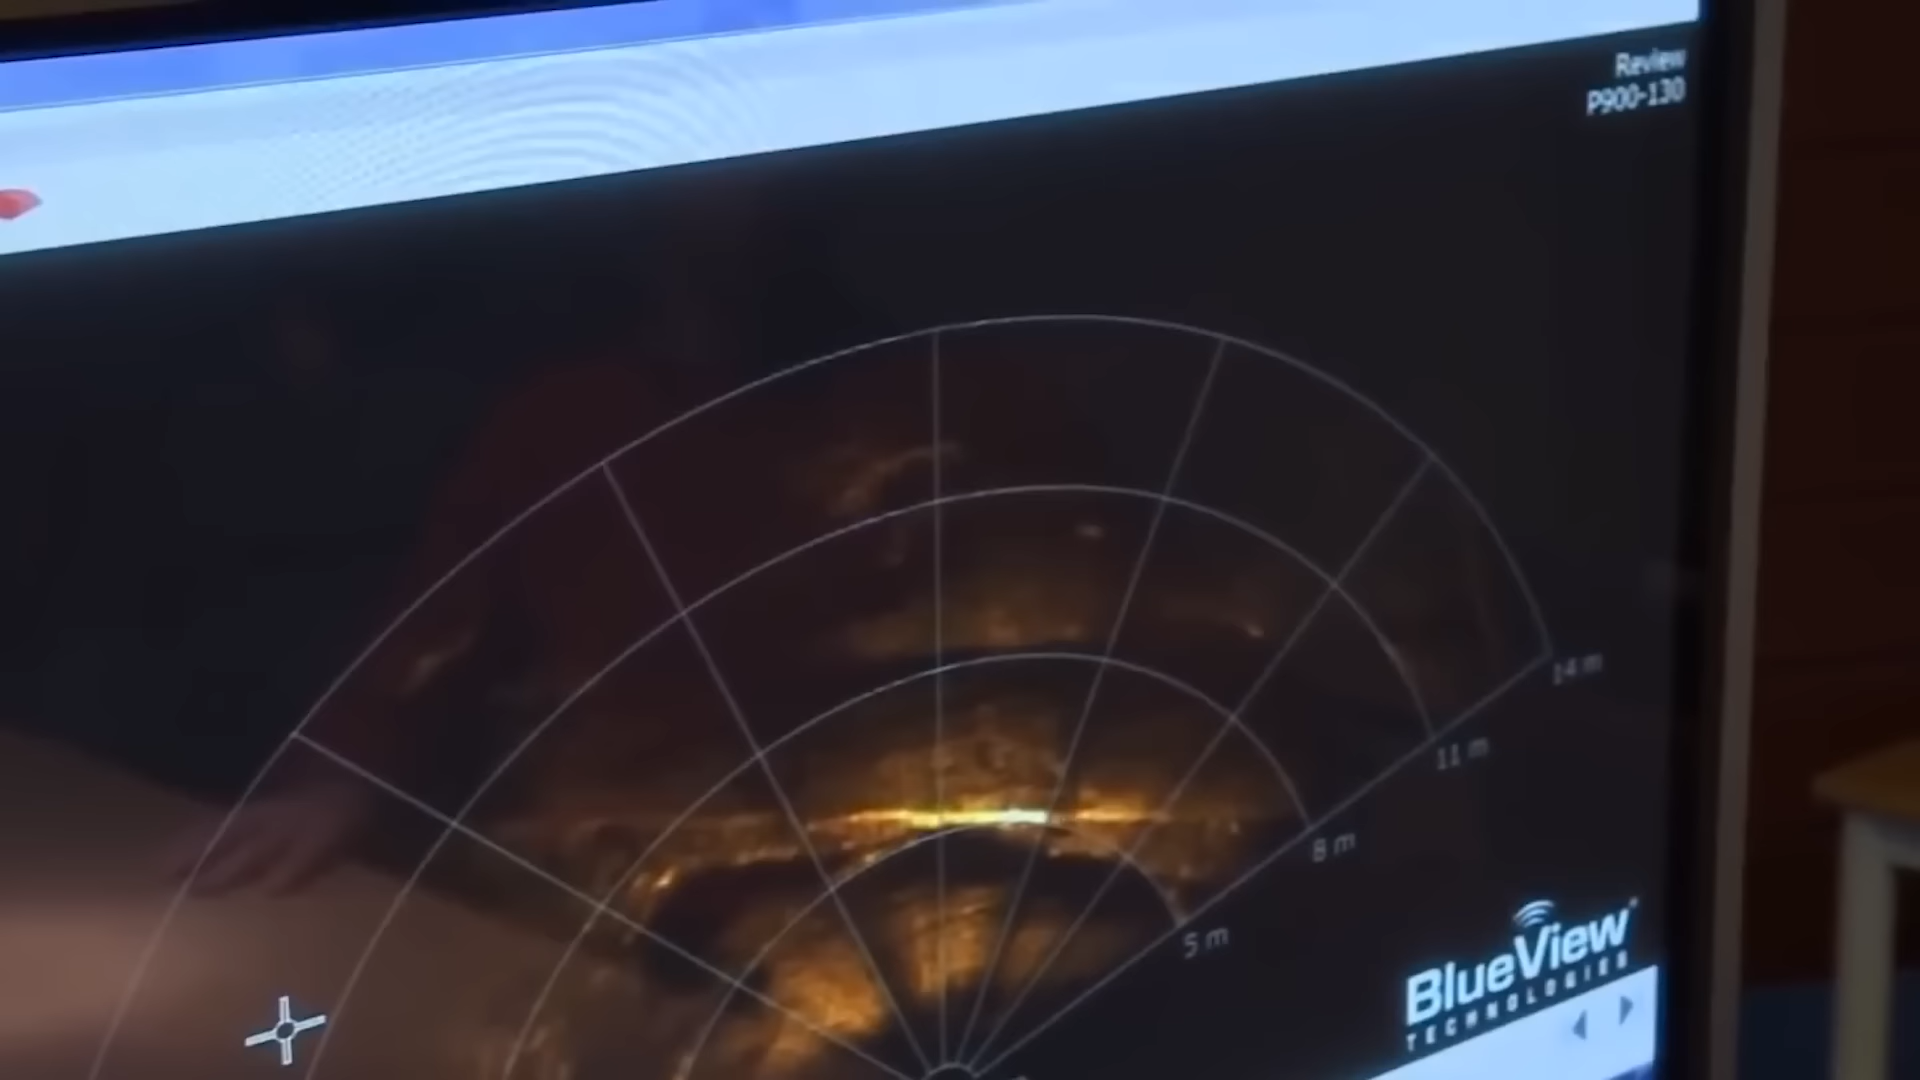 Review
P900-130
14 m
11 m
8 m
5 m
BlueView
TECHNOLOGIES